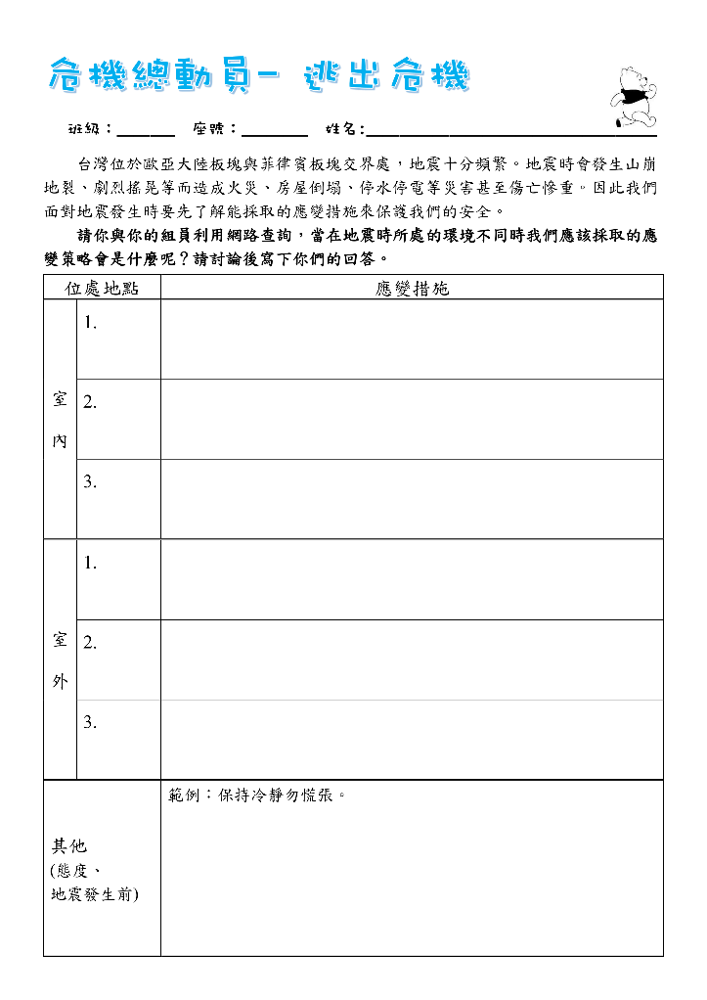 危機總動員- 逃出危機
班級：______ 座號：_______ 姓名:______________________________
台灣位於歐亞大陸板塊與菲律賓板塊交界處，地震十分頻繁。地震時會發生山崩
地裂、劇烈搖晃等而造成火災、房屋倒塌、停水停電等災害甚至傷亡慘重。因此我們
面對地震發生時要先了解能採取的應變措施來保護我們的安全。
請你與你的組員利用網路查詢，當在地震時所處的環境不同時我們應該採取的應
變策略會是什麼呢？請討論後寫下你們的回答。
位處地點 應變措施
室內
1.
2.
3.
室外
1.
2.
3.
其他
(態度、
地震發生前)
範例：保持冷靜勿慌張。